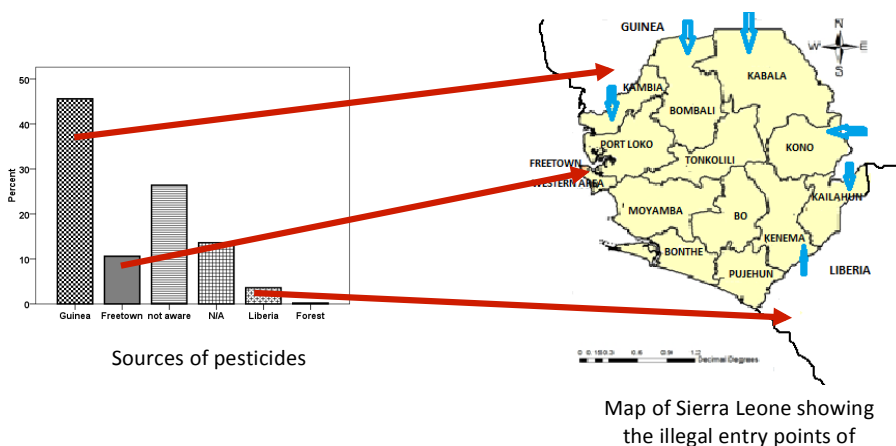 50
40
30
20
10
0
Percent
Guinea Freetown not aware N/A Liberia Forest
Sources of pesticides
GUINEA
N
W E
S
KABALA
KAMBIA
BOMBALI
PORT LOKO
KONO
FREETOWN
TONKOLILI
WESTERN AREA
KAILAHUN
MOYAMBA
BO
KENEMA
BONTHE
LIBERIA
PUJEHUN
Decimal Degrees
Map of Sierra Leone showing
the illegal entry points of